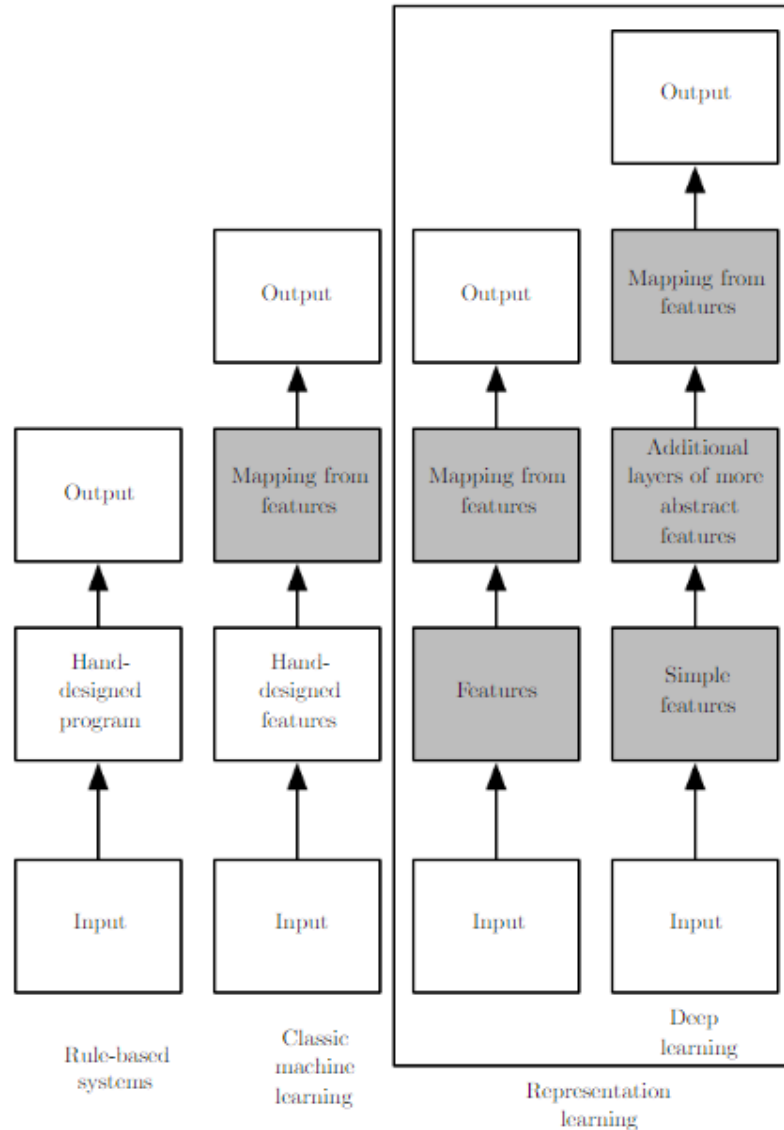 Output
Output
Output
Mapping from
features
Output
Mapping from
features
Mapping from
features
Additional
layers of more
abstract
features
Hand-
designed
program
Hand-
designed
features
Features
Simple
features
Input
Input
Input
Input
Rule-based
systems
Classic
machine
learning
Representation
learning
Deep
learning